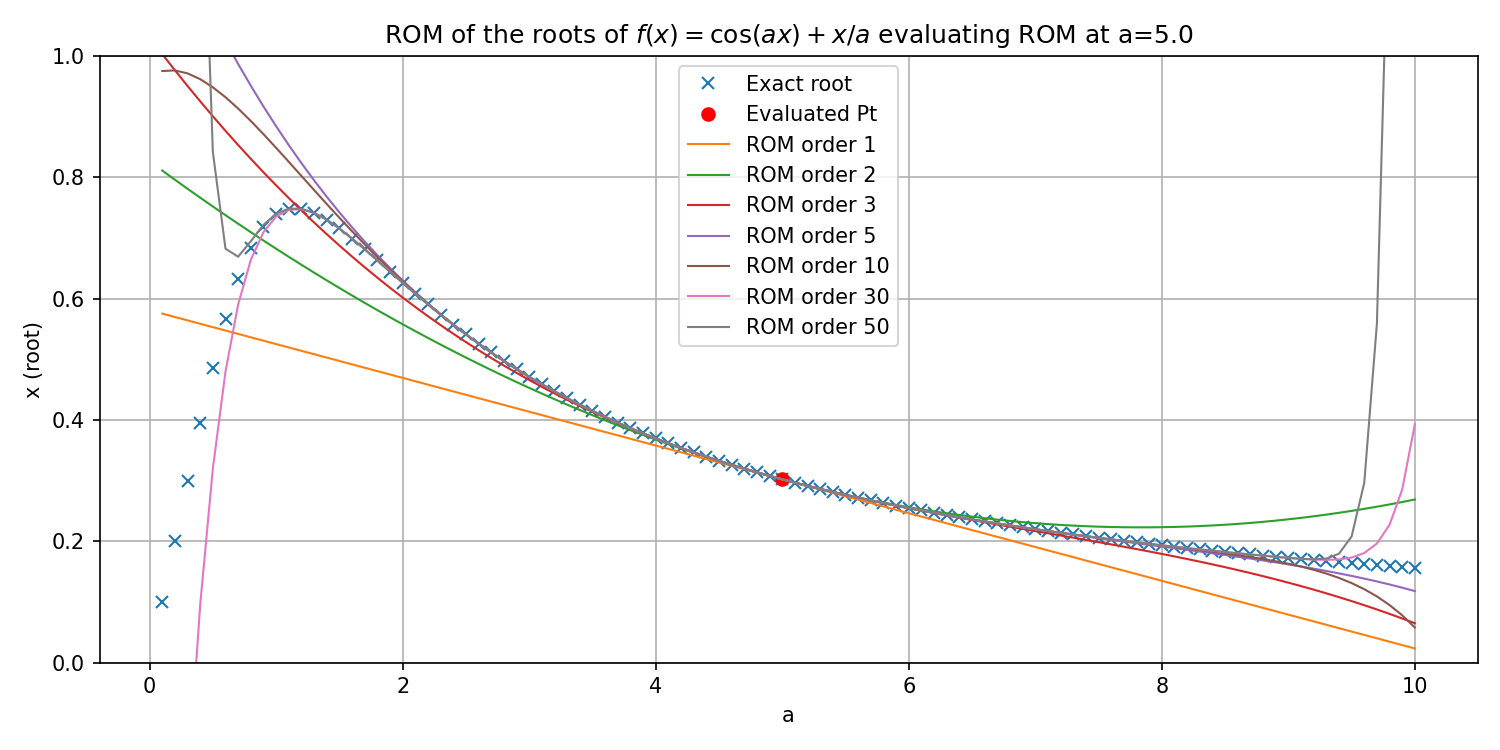 ROM of the roots of f(x) = cos(ax) + x/a evaluating ROM at a=5.0
1.0
0.8
0.6
0.4
0.2
0.0
x (root)
Exact root
Evaluated Pt
ROM order 1
ROM order 2
ROM order 3
ROM order 5
ROM order 10
ROM order 30
ROM order 50
0 2 4 6 8 10
a